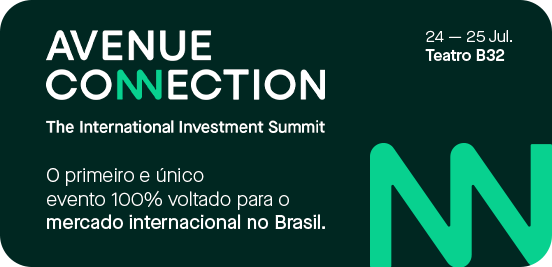 AVENUE
CONNECTION
The International Investment Summit
24 — 25 Jul.
Teatro B32
O primeiro e único
evento 100% voltado para o
mercado internacional no Brasil.